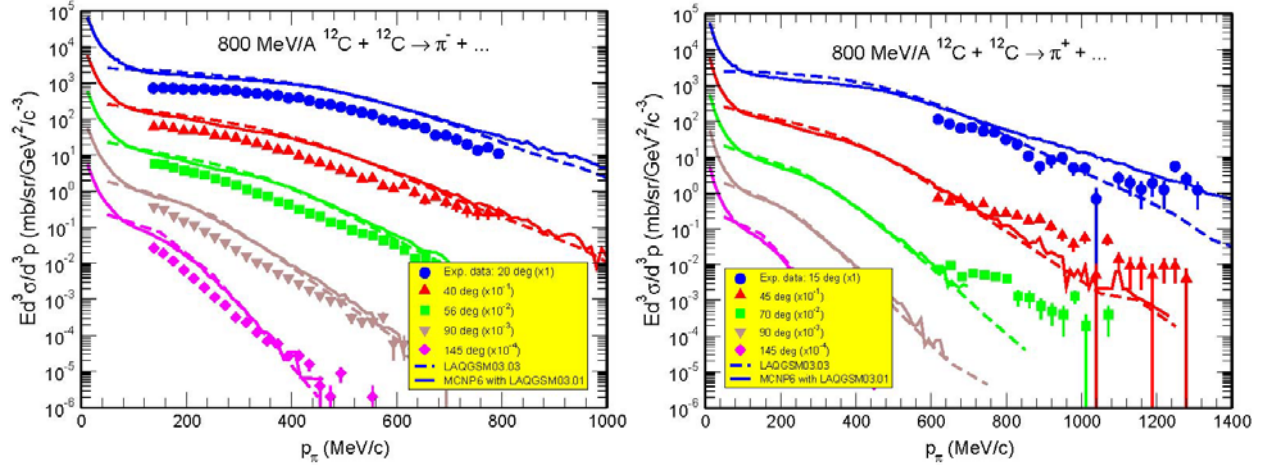 800 MeV/A ¹²C + ¹²C → π⁻ + ...
Ed³σ/d³p (mb/sr/GeV²/c⁻³)
10⁵
10⁴
10³
10²
10¹
10⁰
10⁻¹
10⁻²
10⁻³
10⁻⁴
10⁻⁵
10⁻⁶
Exp. data: 20 deg (x1)
40 deg (x10⁻¹)
56 deg (x10⁻²)
90 deg (x10⁻³)
145 deg (x10⁻⁴)
LAQGSM03.03
MCNP6 with LAQGSM03.01
0 200 400 600 800 1000
p_π (MeV/c)
800 MeV/A ¹²C + ¹²C → π⁺ + ...
Ed³σ/d³p (mb/sr/GeV²/c⁻³)
10⁵
10⁴
10³
10²
10¹
10⁰
10⁻¹
10⁻²
10⁻³
10⁻⁴
10⁻⁵
10⁻⁶
Exp. data: 15 deg (x1)
45 deg (x10⁻¹)
70 deg (x10⁻²)
90 deg (x10⁻³)
145 deg (x10⁻⁴)
LAQGSM03.03
MCNP6 with LAQGSM03.01
0 200 400 600 800 1000 1200 1400
p_π (MeV/c)